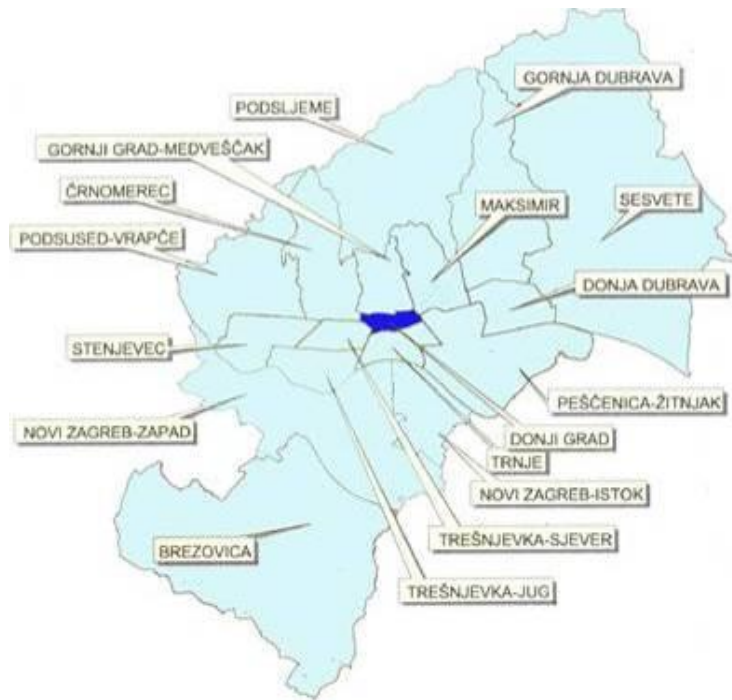 GORNJA DUBRAVA
PODSLJEME
GORNJI GRAD-MEDVEŠČAK
ČRNOMEREC
MAKSIMIR
SESVETE
PODSUSED-VRAPČE
DONJA DUBRAVA
STENJEVEC
PEŠČENICA-ŽITNJAK
NOVI ZAGREB-ZAPAD
DONJI GRAD
TRNJE
NOVI ZAGREB-ISTOK
TREŠNJEVKA-SJEVER
BREZOVICA
TREŠNJEVKA-JUG